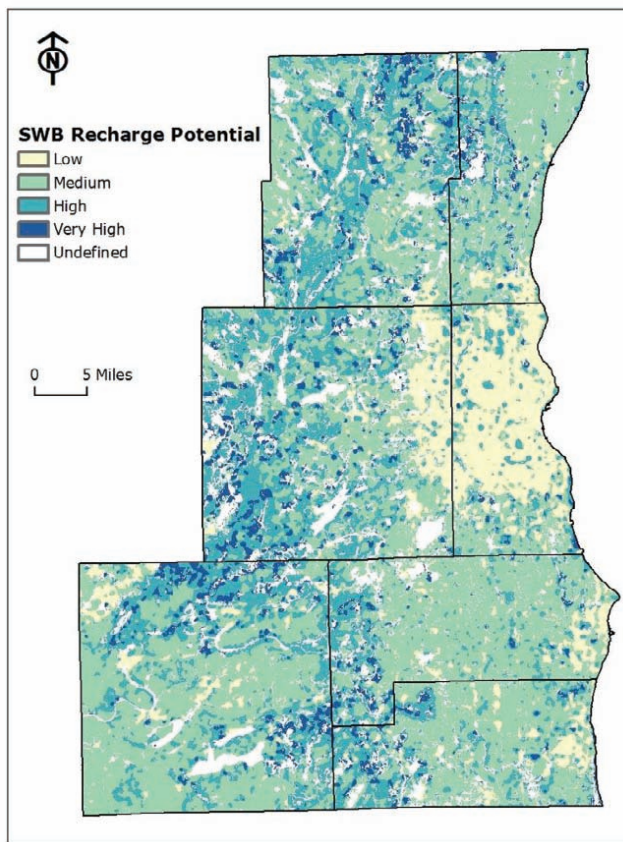 N
SWB Recharge Potential
Low
Medium
High
Very High
Undefined
0 5 Miles